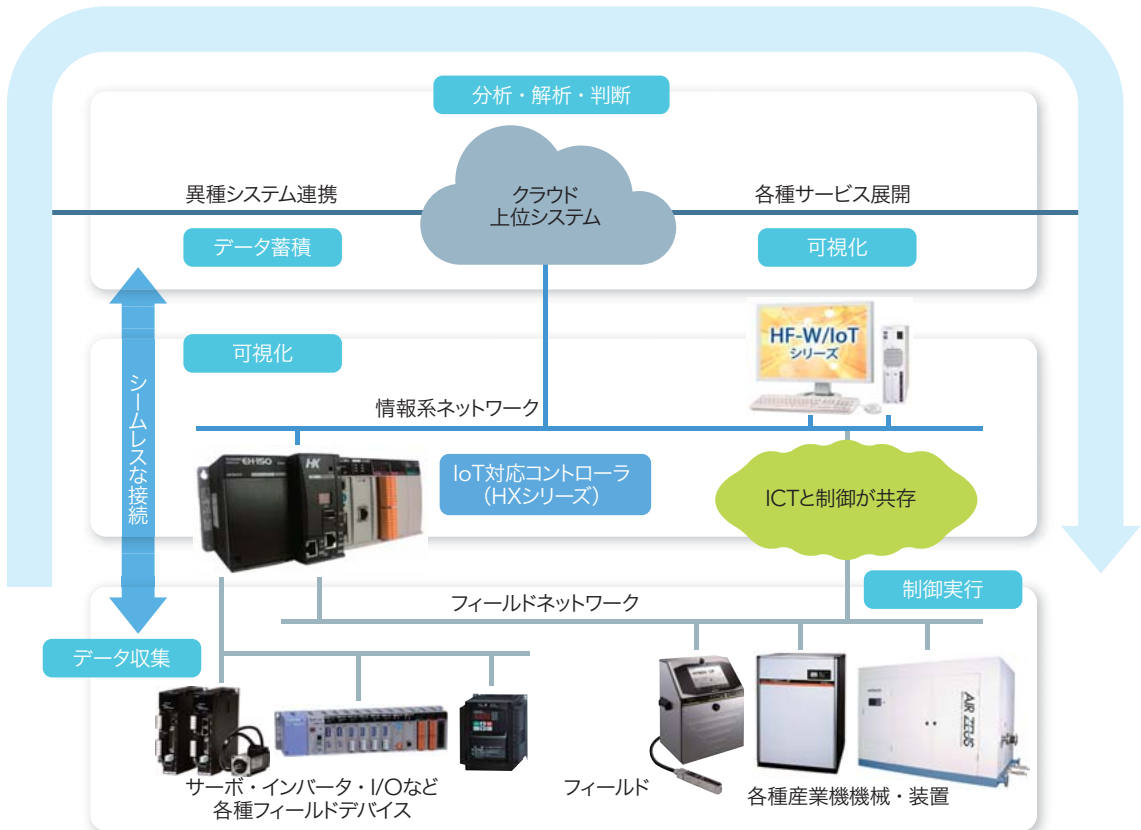 分析・解析・判断
異種システム連携
クラウド
上位システム
各種サービス展開
データ蓄積
可視化
可視化
HF-W/IoT
シリーズ
シームレスな接続
情報系ネットワーク
EH-150
HX
IoT対応コントローラ
（HXシリーズ）
ICTと制御が共存
制御実行
フィールドネットワーク
データ収集
AIR ZEUS
サーボ・インバータ・I/Oなど
各種フィールドデバイス
フィールド
各種産業機機械・装置